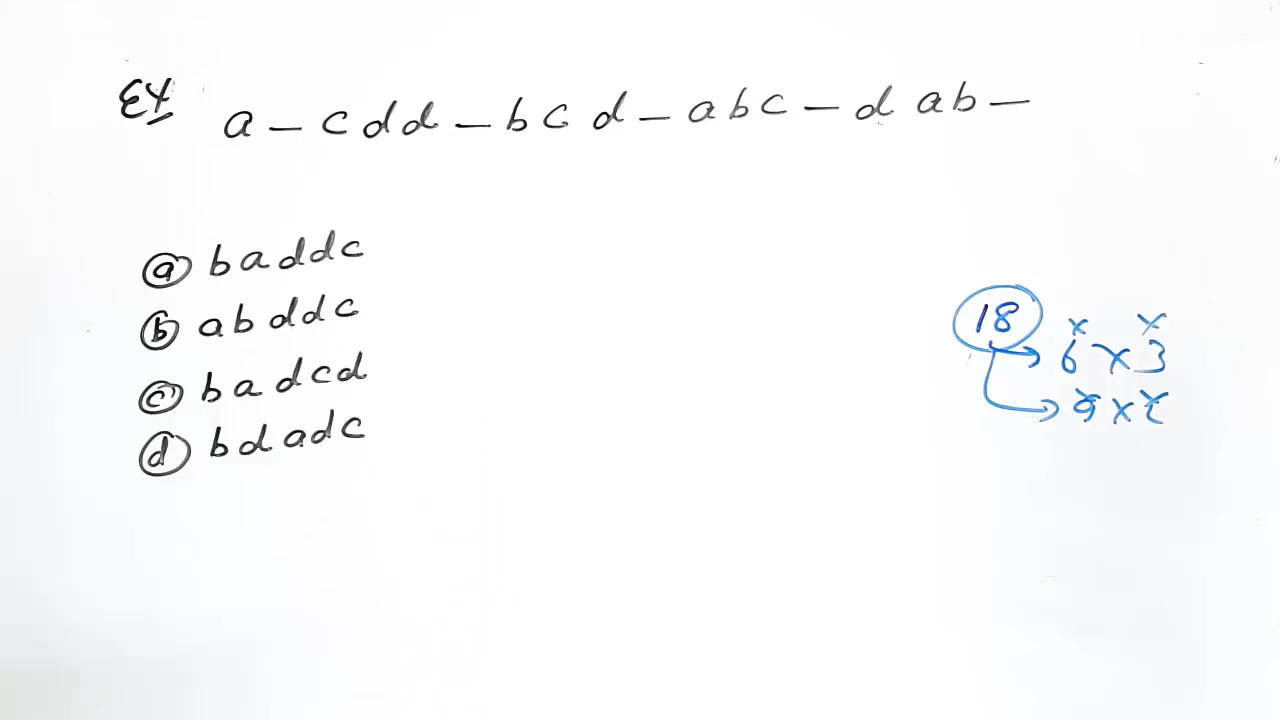 Ex a _ c d d _ b c d _ a b c _ d a b _
(a) b a d d c
(b) a b d d c
(c) b a d c d
(d) b d a d c
18
x x
6 x 3
9 x 2